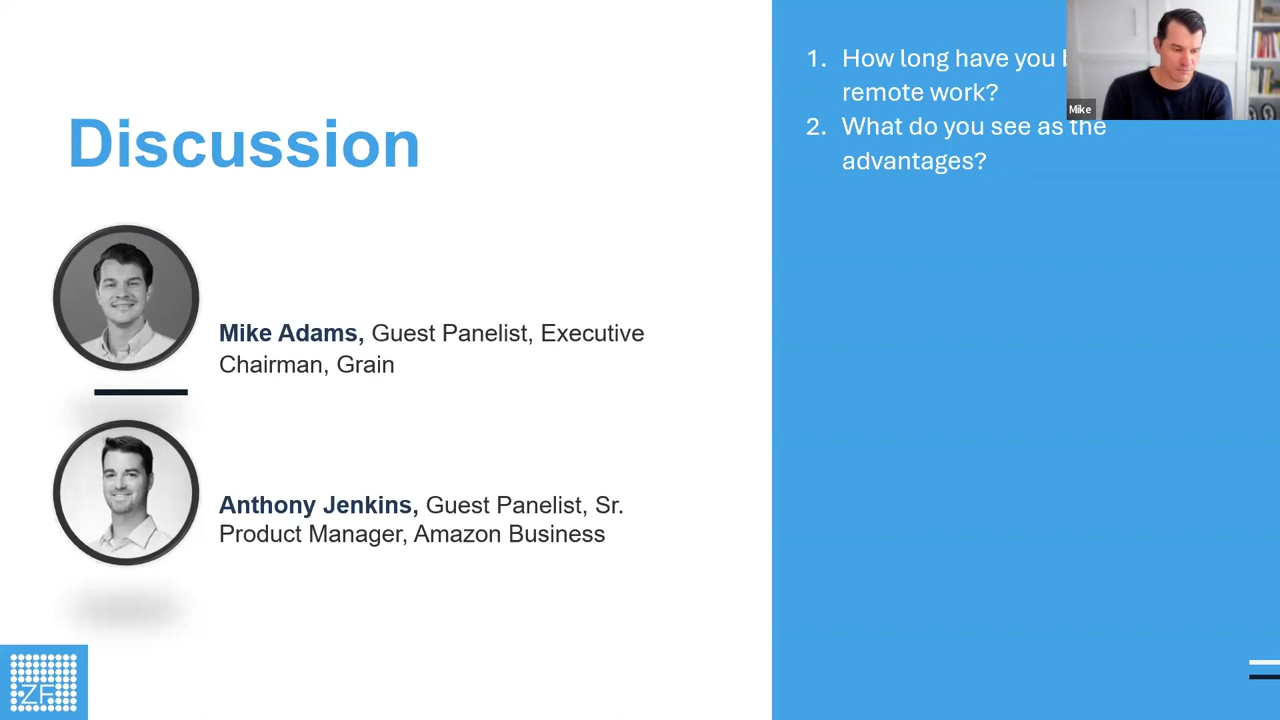 Discussion
Mike Adams, Guest Panelist, Executive
Chairman, Grain
Anthony Jenkins, Guest Panelist, Sr.
Product Manager, Amazon Business
1. How long have you
remote work?
2. What do you see as the
advantages?
Mike
ZF